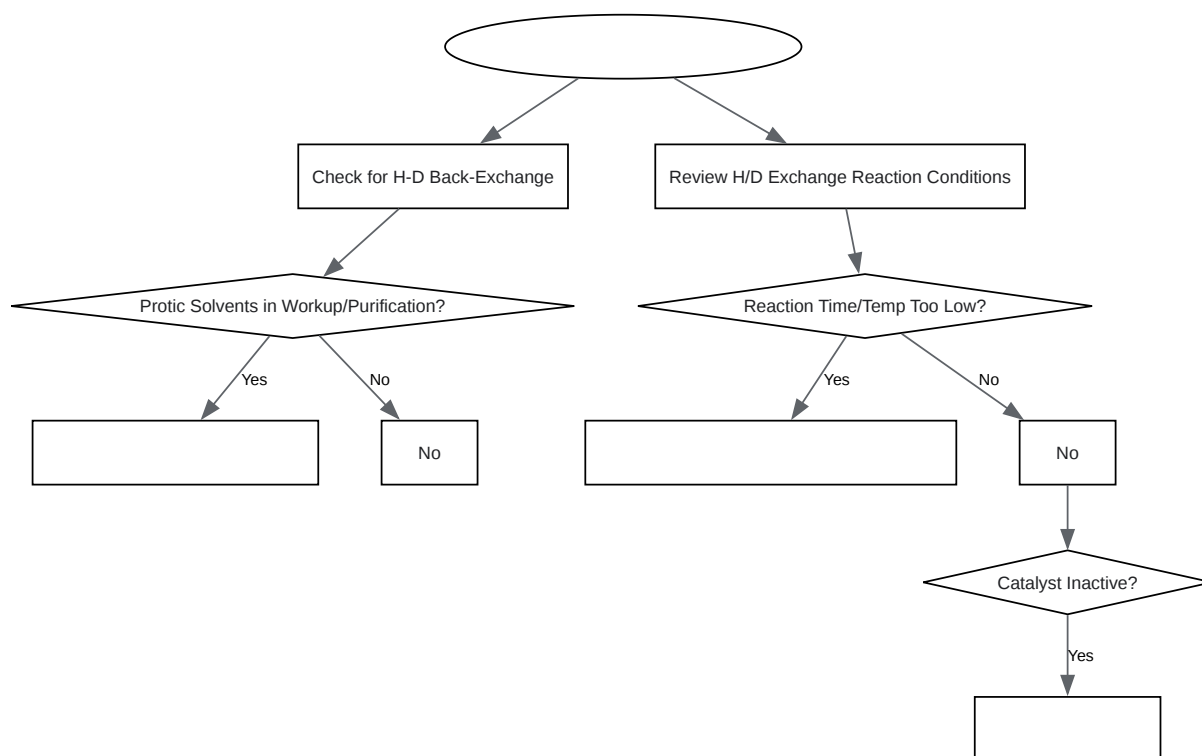 Check for H-D Back-Exchange
Review H/D Exchange Reaction Conditions
Protic Solvents in Workup/Purification?
Reaction Time/Temp Too Low?
Yes
No
Yes
No
No
No
Catalyst Inactive?
Yes